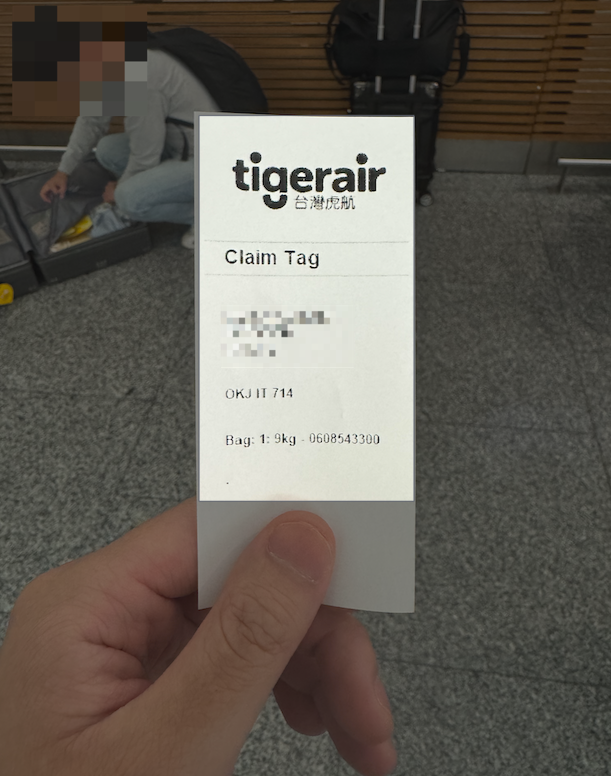 tigerair
台灣虎航
Claim Tag
OKJ IT 714
Bag: 1: 9kg - 0608543300
.